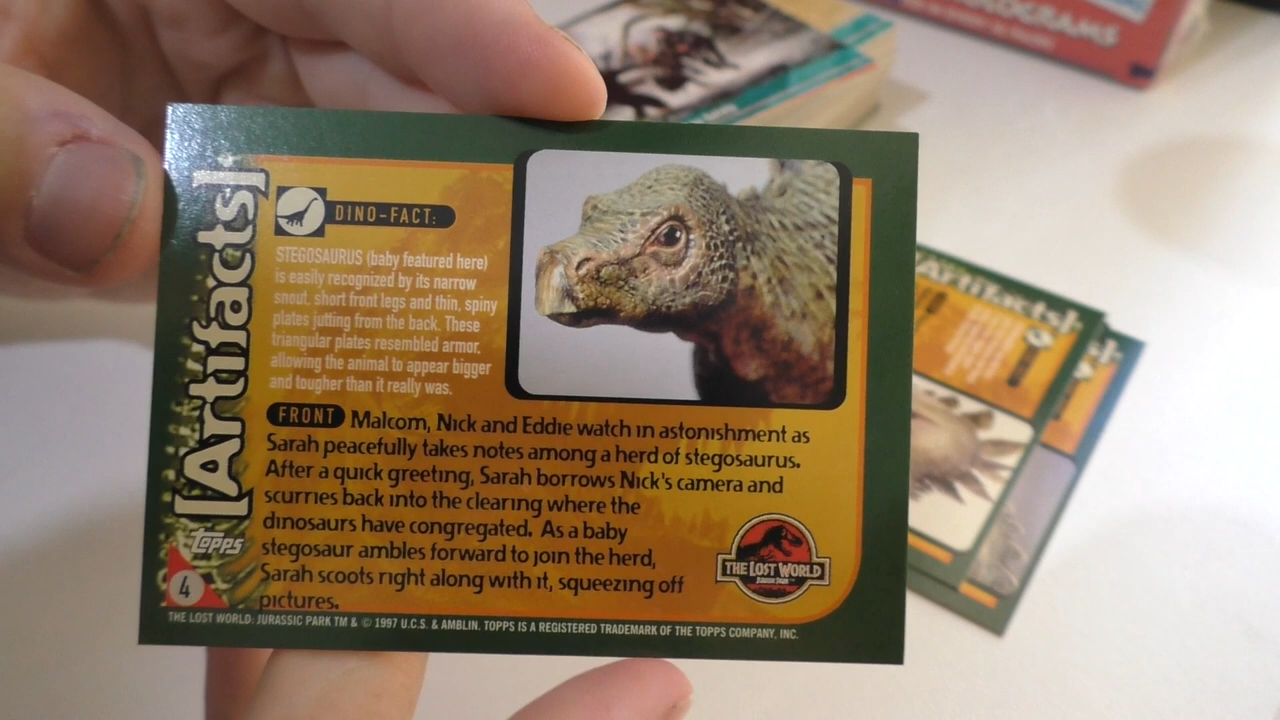 [Artifacts]
DINO-FACT:
STEGOSAURUS (baby featured here)
is easily recognized by its narrow
snout, short front legs and thin, spiny
plates jutting from the back. These
triangular plates resembled armor,
allowing the animal to appear bigger
and tougher than it really was.
FRONT Malcom, Nick and Eddie watch in astonishment as
Sarah peacefully takes notes among a herd of stegosaurus.
After a quick greeting, Sarah borrows Nick's camera and
scurries back into the clearing where the
dinosaurs have congregated. As a baby
stegosaur ambles forward to join the herd,
Sarah scoots right along with it, squeezing off
pictures.
TOPPS
4
THE LOST WORLD
JURASSIC PARK TM
THE LOST WORLD: JURASSIC PARK TM & © 1997 U.C.S. & AMBLIN. TOPPS IS A REGISTERED TRADEMARK OF THE TOPPS COMPANY, INC.
[Artifacts]